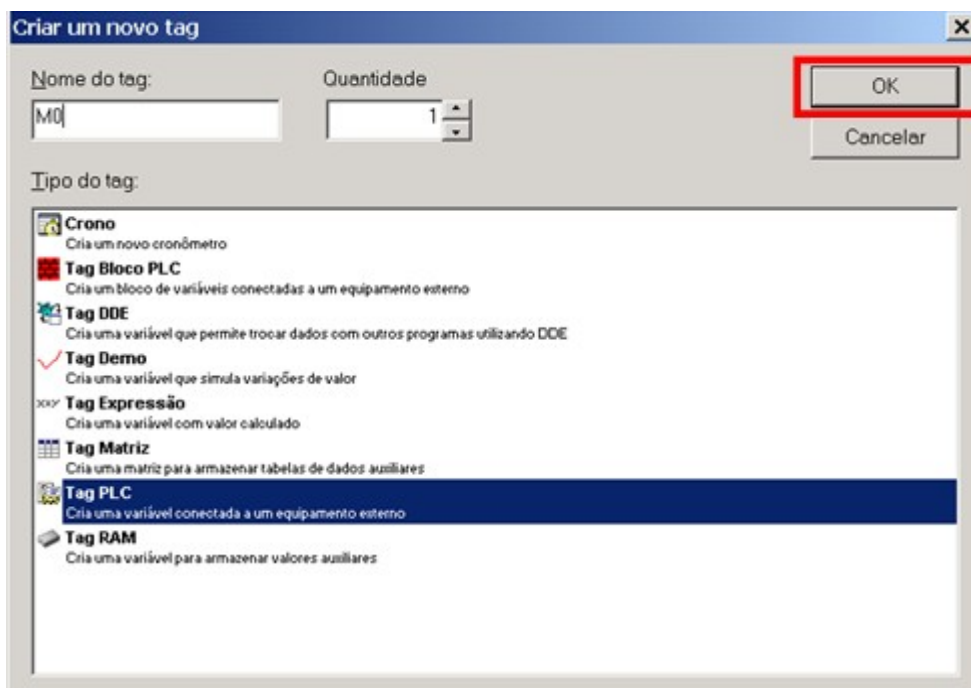 Criar um novo tag
Nome do tag:
Quantidade
OK
M0
1
Cancelar
Tipo do tag:
Crono
Cria um novo cronômetro
Tag Bloco PLC
Cria um bloco de variáveis conectadas a um equipamento externo
Tag DDE
Cria uma variável que permite trocar dados com outros programas utilizando DDE
Tag Demo
Cria uma variável que simula variações de valor
Tag Expressão
Cria uma variável com valor calculado
Tag Matriz
Cria uma matriz para armazenar tabelas de dados auxiliares
Tag PLC
Cria uma variável conectada a um equipamento externo
Tag RAM
Cria uma variável para armazenar valores auxiliares